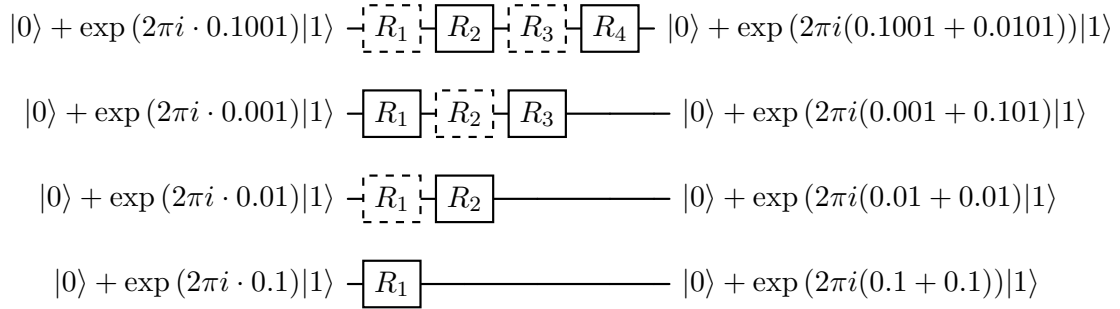 |0⟩ + exp (2πi · 0.1001)|1⟩ R₁ R₂ R₃ R₄ |0⟩ + exp (2πi(0.1001 + 0.0101))|1⟩
|0⟩ + exp (2πi · 0.001)|1⟩ R₁ R₂ R₃ |0⟩ + exp (2πi(0.001 + 0.101)|1⟩
|0⟩ + exp (2πi · 0.01)|1⟩ R₁ R₂ |0⟩ + exp (2πi(0.01 + 0.01)|1⟩
|0⟩ + exp (2πi · 0.1)|1⟩ R₁ |0⟩ + exp (2πi(0.1 + 0.1))|1⟩